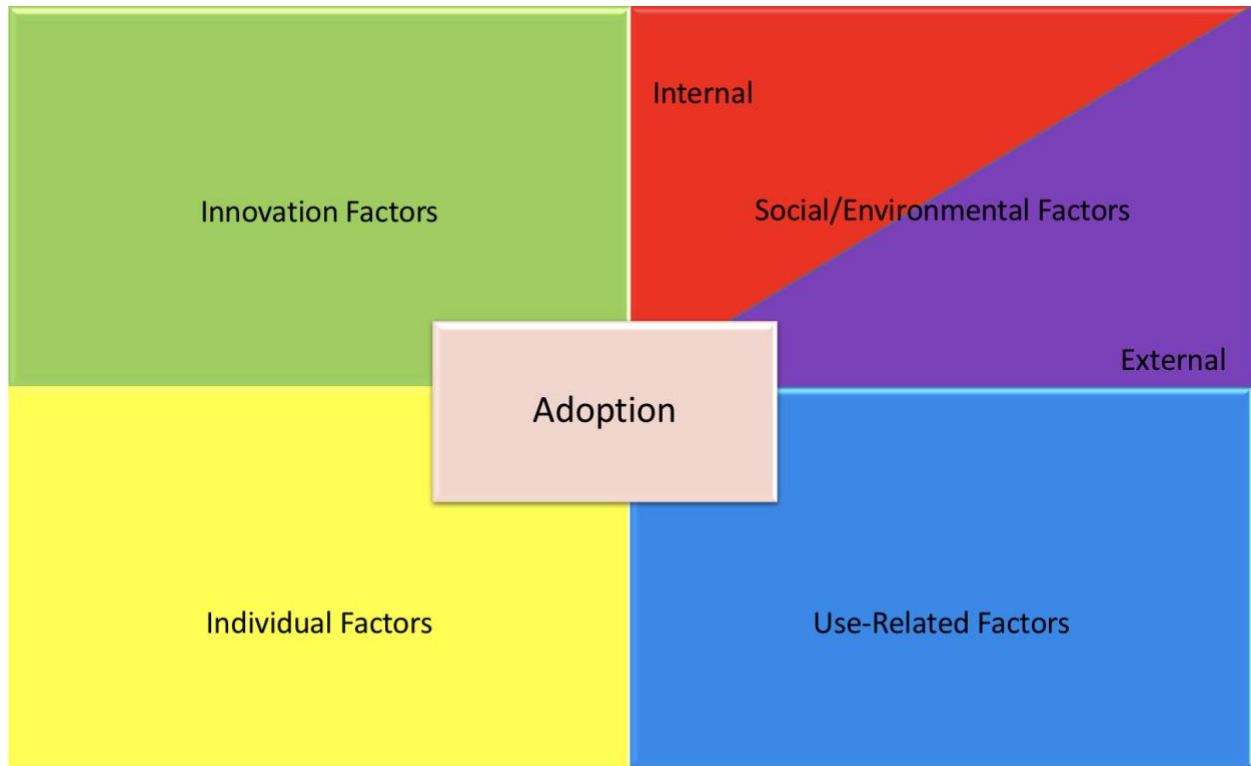 Internal
Innovation Factors
Social/Environmental Factors
External
Adoption
Individual Factors
Use-Related Factors